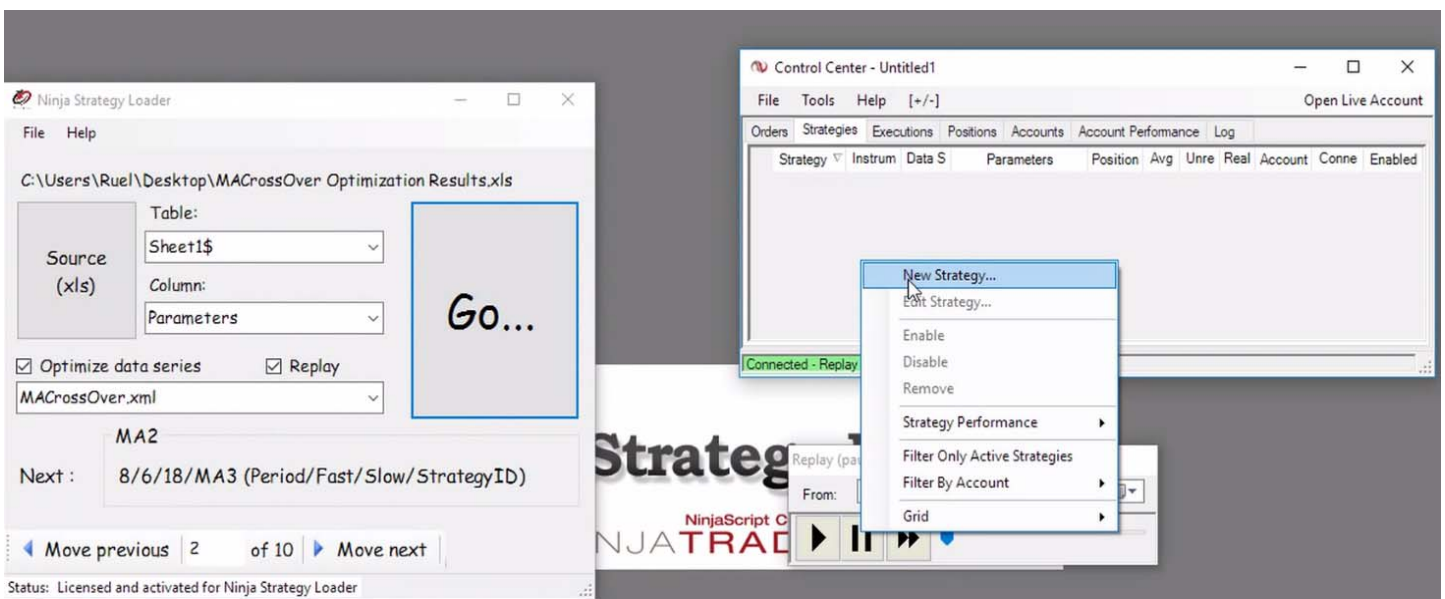 Ninja Strategy Loader
File Help
C:\Users\Ruel\Desktop\MACrossOver Optimization Results.xls
Source
(xls)
Table:
Sheet1$
Column:
Parameters
Go...
Optimize data series Replay
MACrossOver.xml
MA2
Next : 8/6/18/MA3 (Period/Fast/Slow/StrategyID)
Move previous 2 of 10 Move next
Status: Licensed and activated for Ninja Strategy Loader
Control Center - Untitled1
File Tools Help [+/-] Open Live Account
Orders Strategies Executions Positions Accounts Account Performance Log
Strategy Instrum Data S Parameters Position Avg Unre Real Account Conne Enabled
Connected - Replay
New Strategy...
Edit Strategy...
Enable
Disable
Remove
Strategy Performance
Filter Only Active Strategies
Filter By Account
Grid
Replay (pau
From:
Strateg
NinjaScript C
NJATRAD